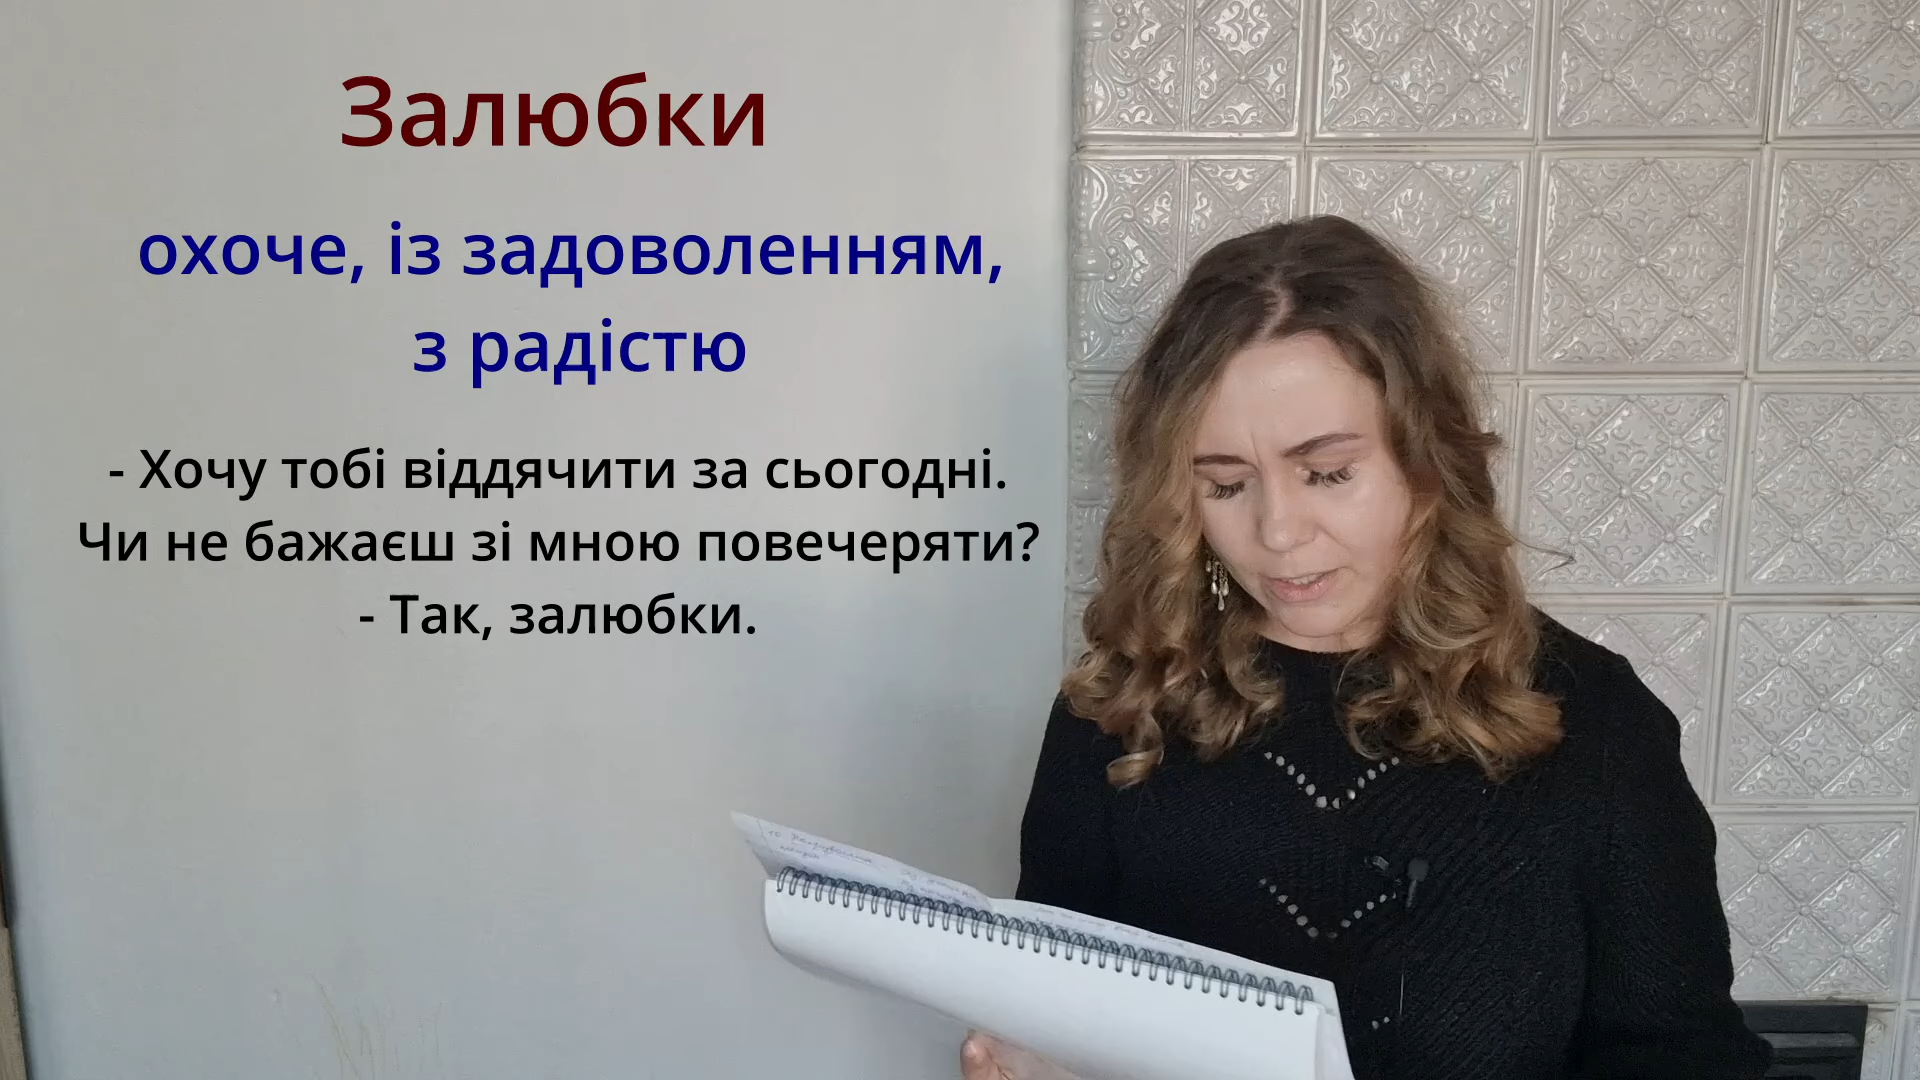 Залюбки
охоче, із задоволенням,
з радістю
- Хочу тобі віддячити за сьогодні.
Чи не бажаєш зі мною повечеряти?
- Так, залюбки.